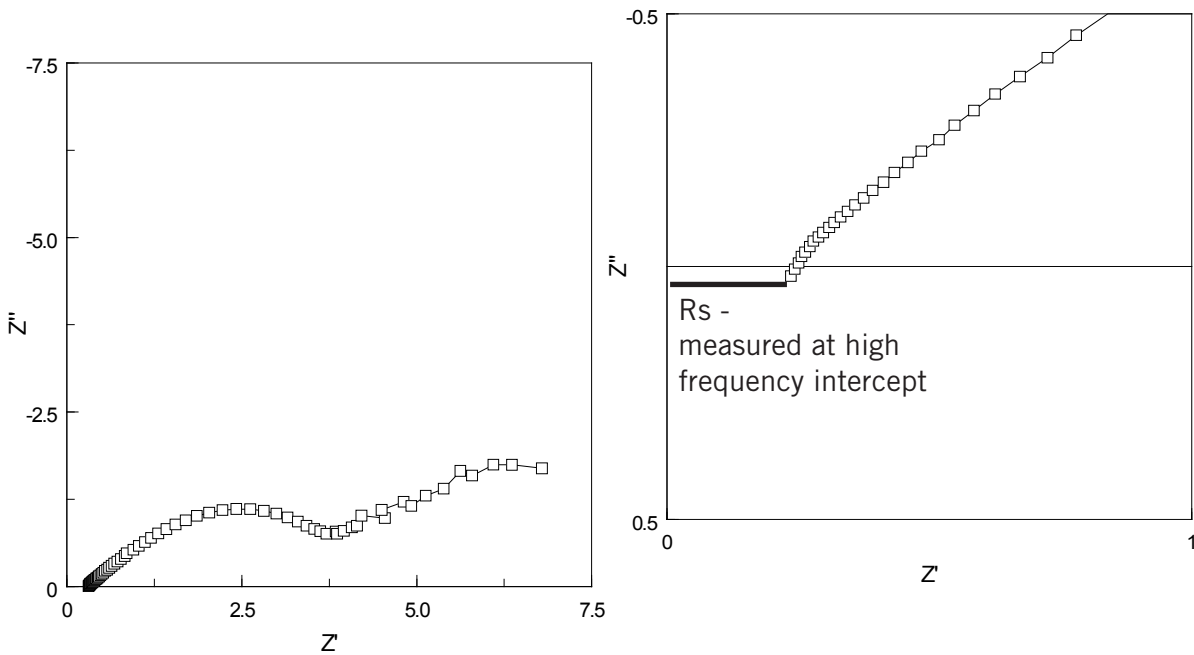 -7.5
-5.0
Z''
-2.5
0
0 2.5 5.0 7.5
Z'
-0.5
Z''
Rs -
measured at high
frequency intercept
0.5
0 1
Z'